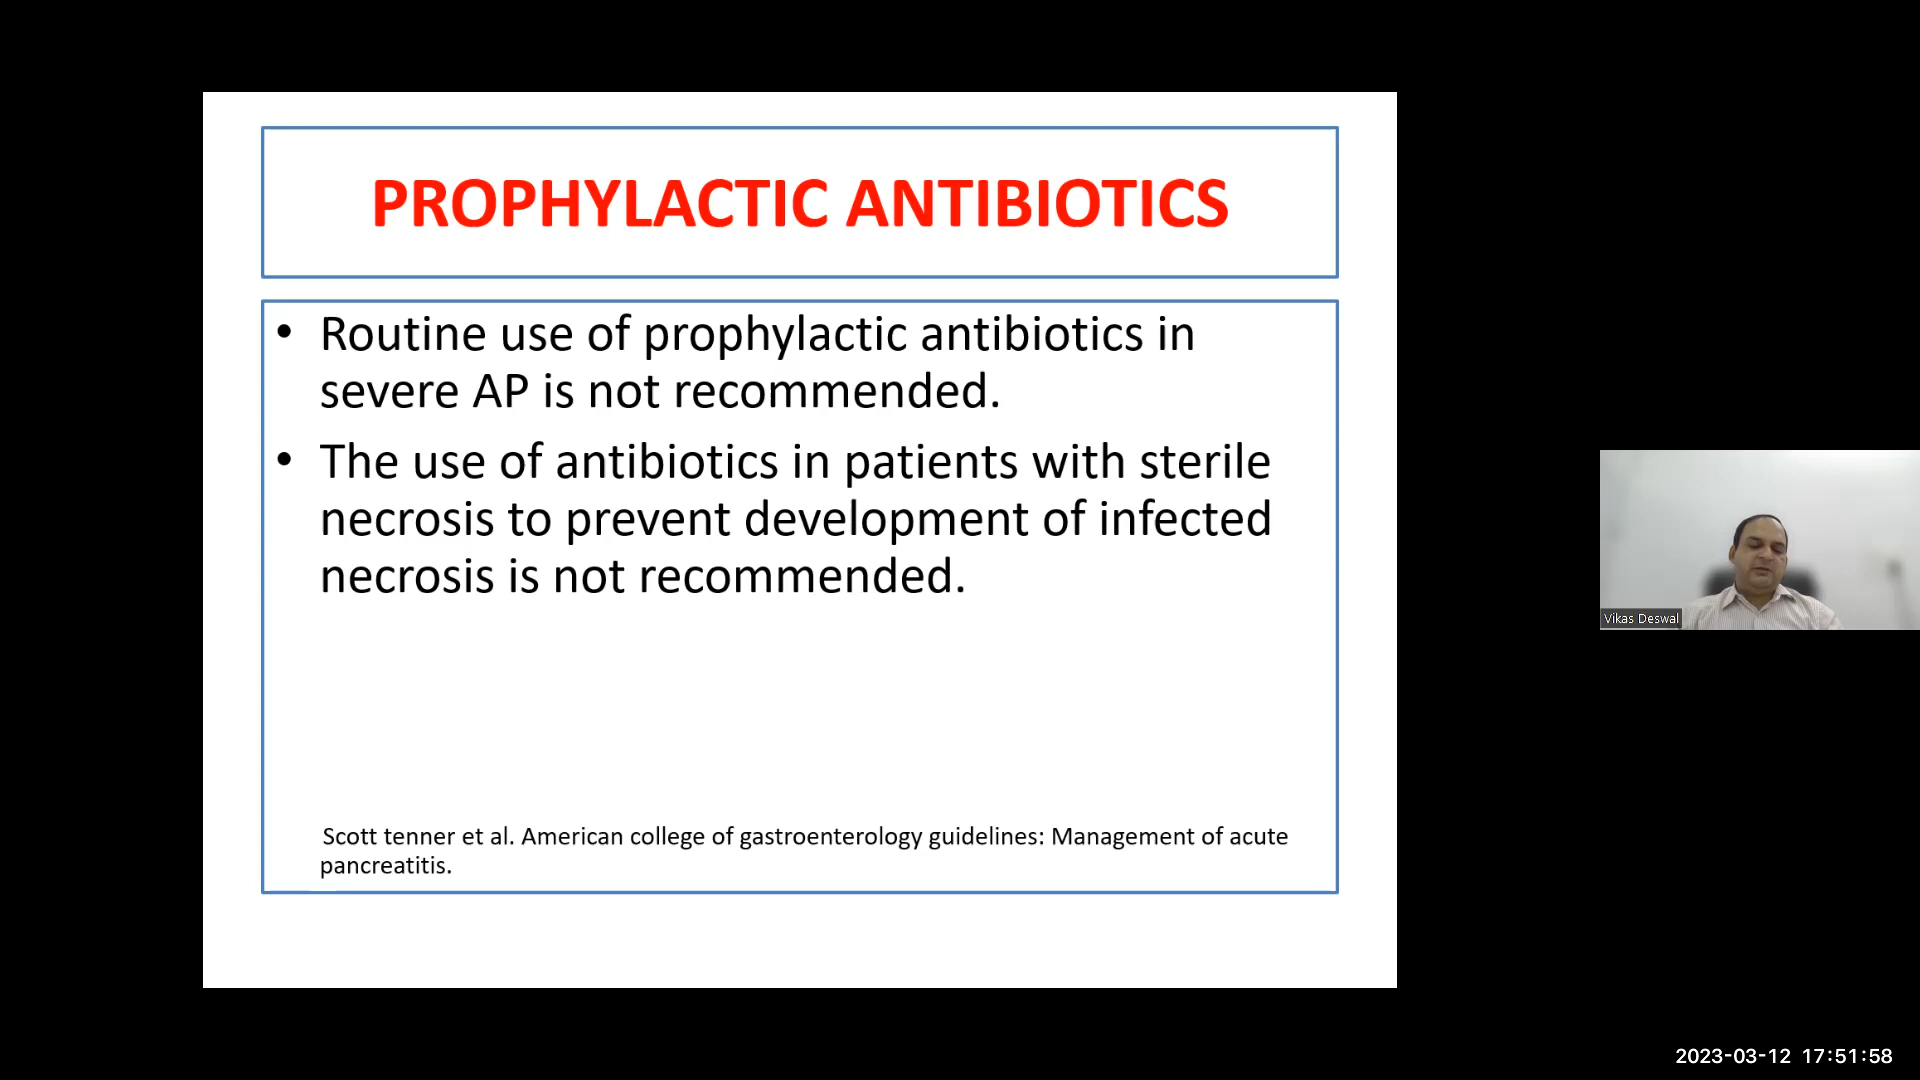 PROPHYLACTIC ANTIBIOTICS
• Routine use of prophylactic antibiotics in
severe AP is not recommended.
• The use of antibiotics in patients with sterile
necrosis to prevent development of infected
necrosis is not recommended.
Scott tenner et al. American college of gastroenterology guidelines: Management of acute
pancreatitis.
Vikas Deswal
2023-03-12 17:51:58